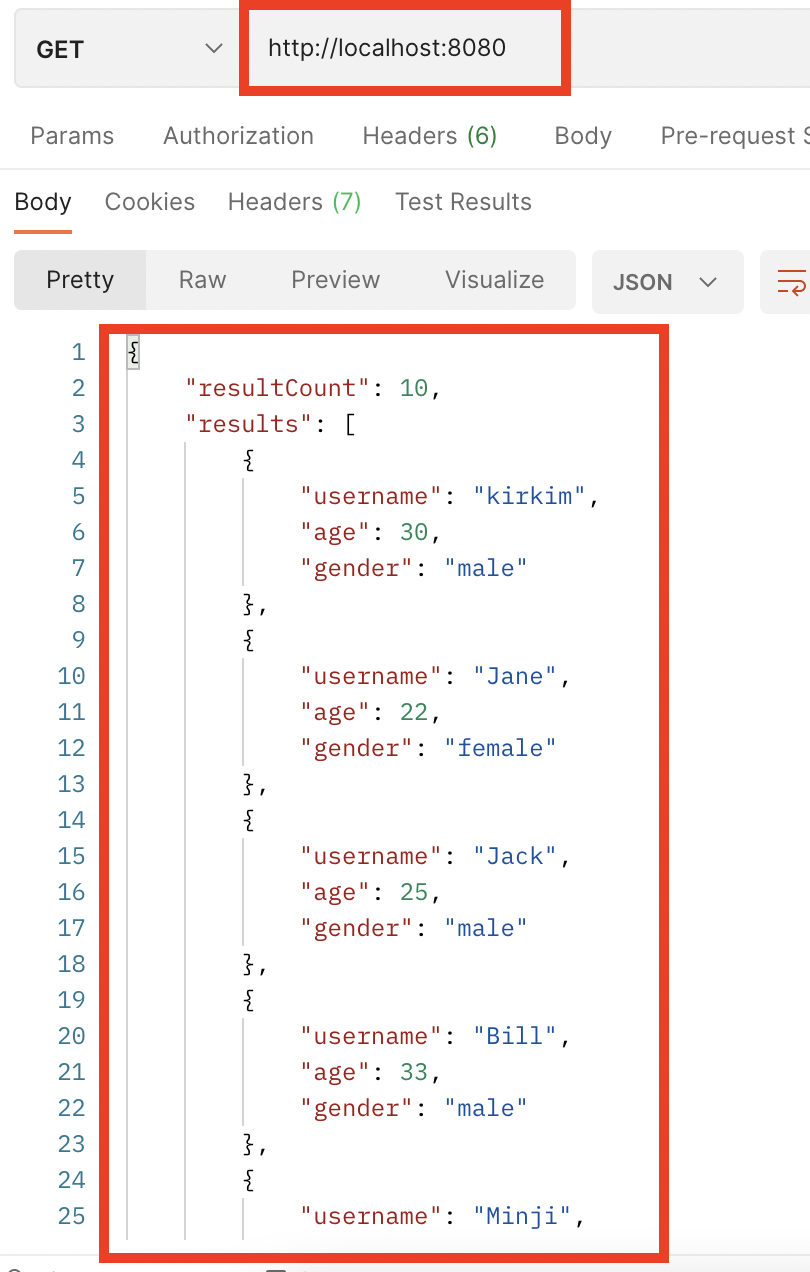 GET http://localhost:8080
Params Authorization Headers (6) Body Pre-request
Body Cookies Headers (7) Test Results
Pretty Raw Preview Visualize JSON
1 {
2 "resultCount": 10,
3 "results": [
4 {
5 "username": "kirkim",
6 "age": 30,
7 "gender": "male"
8 },
9 {
10 "username": "Jane",
11 "age": 22,
12 "gender": "female"
13 },
14 {
15 "username": "Jack",
16 "age": 25,
17 "gender": "male"
18 },
19 {
20 "username": "Bill",
21 "age": 33,
22 "gender": "male"
23 },
24 {
25 "username": "Minji",